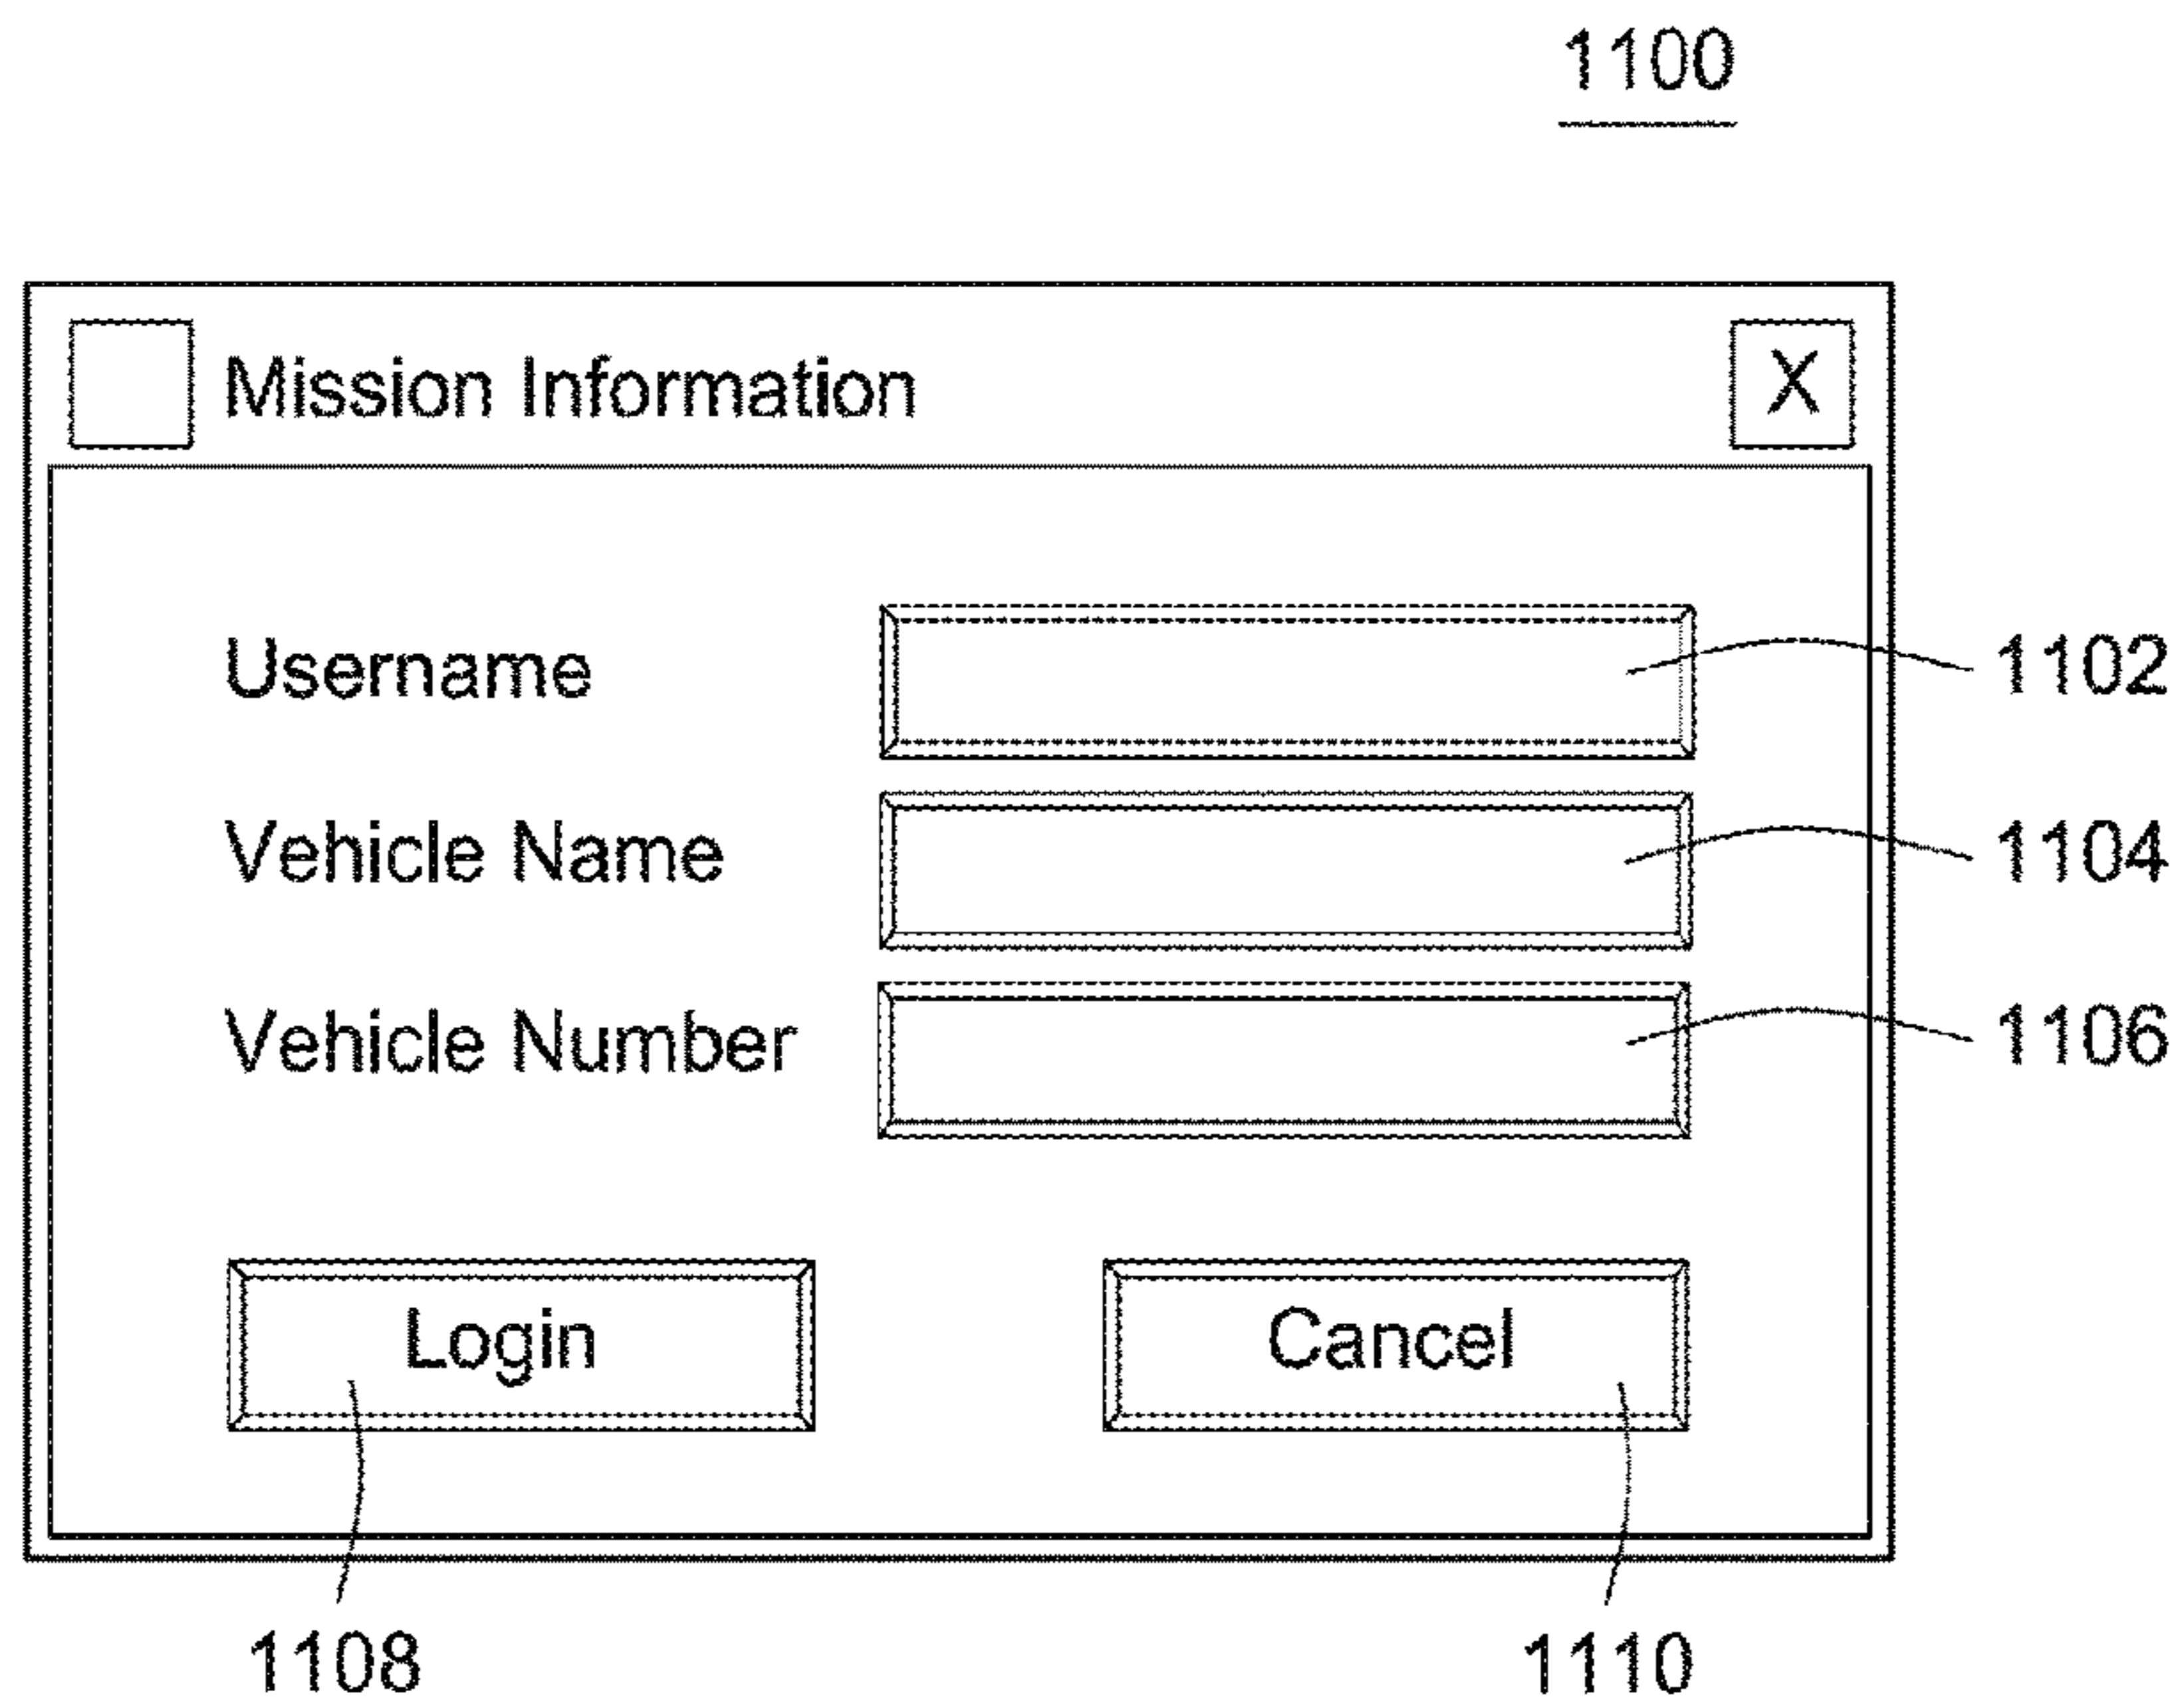 1100
Mission Information X
Username 1102
Vehicle Name 1104
Vehicle Number 1106
Login Cancel
1108 1110